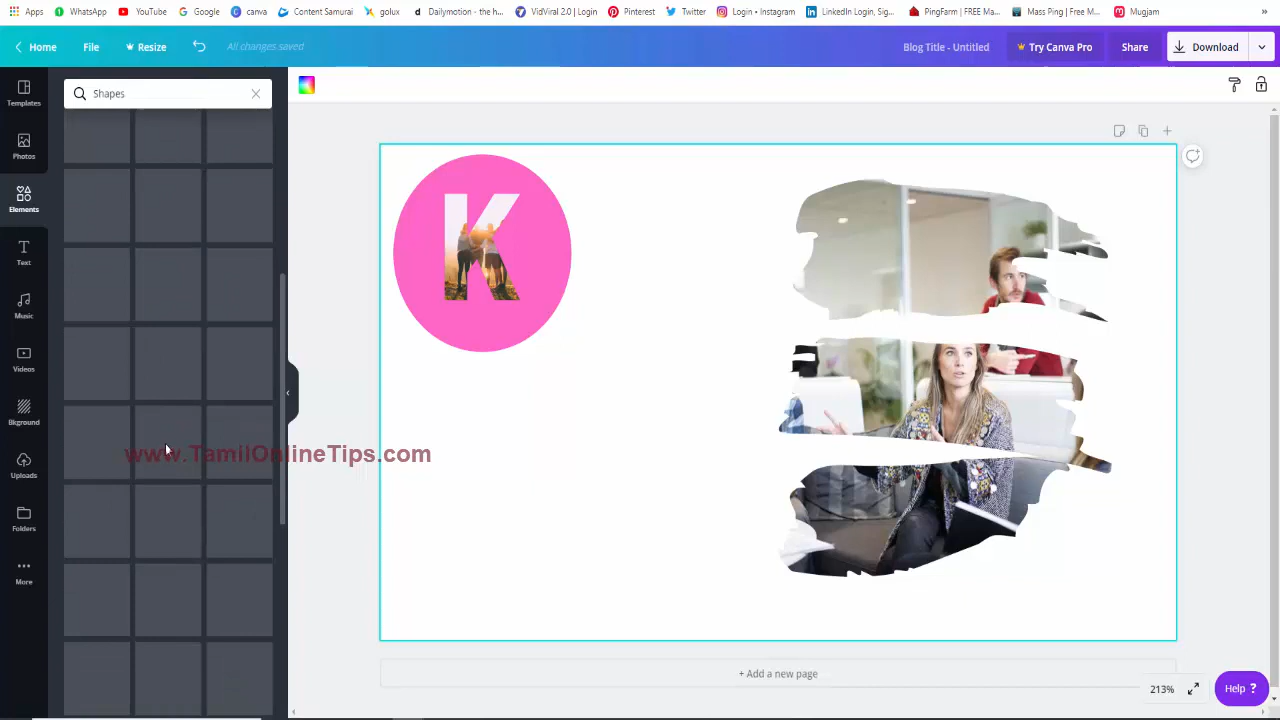 Apps
WhatsApp
YouTube
Google
canva
Content Samurai
golux
Dailymotion - the h...
VidViral 2.0 | Login
Pinterest
Twitter
Login • Instagram
LinkedIn Login, Sig...
PingFarm | FREE Ma...
Mass Ping | Free M...
Mugjam
»
Home
File
Resize
All changes saved
Blog Title - Untitled
Try Canva Pro
Share
Download
Templates
Photos
Elements
Text
Music
Videos
Bkground
Uploads
Folders
More
Shapes
K
www.TamilOnlineTips.com
+ Add a new page
213%
Help ?